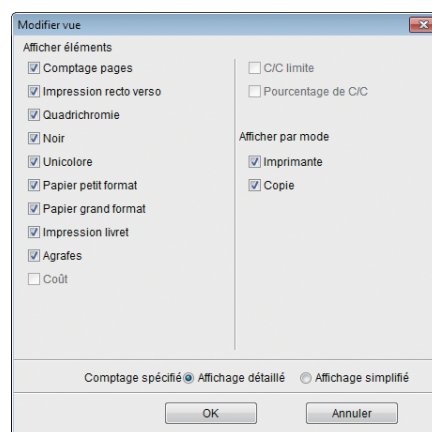 Modifier vue
Afficher éléments
Comptage pages
Impression recto verso
Quadrichromie
Noir
Unicolore
Papier petit format
Papier grand format
Impression livret
Agrafes
Coût
C/C limite
Pourcentage de C/C
Afficher par mode
Imprimante
Copie
Comptage spécifié Affichage détaillé Affichage simplifié
OK Annuler